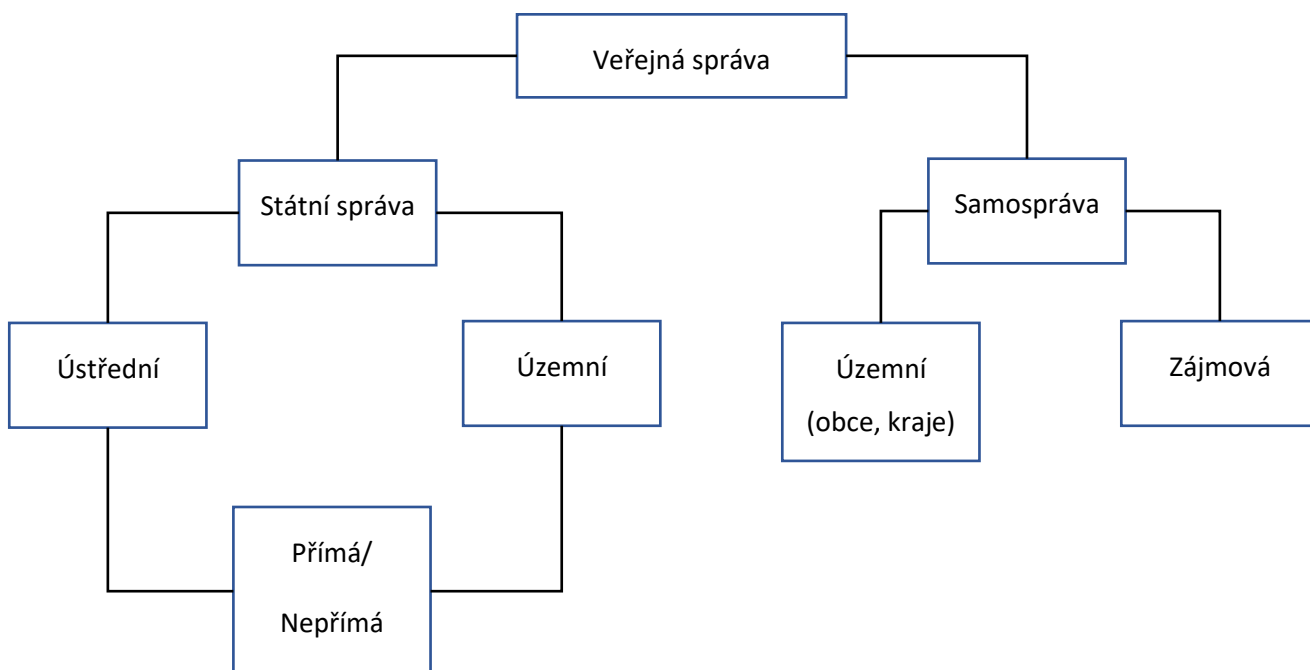 Veřejná správa
Státní správa
Samospráva
Ústřední
Územní
Územní
(obce, kraje)
Zájmová
Přímá/
Nepřímá